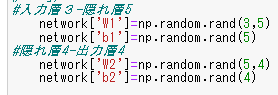 #入力層３-隠れ層5
network['W1']=np.random.rand(3,5)
network['b1']=np.random.rand(5)
#隠れ層4-出力層4
network['W2']=np.random.rand(5,4)
network['b2']=np.random.rand(4)